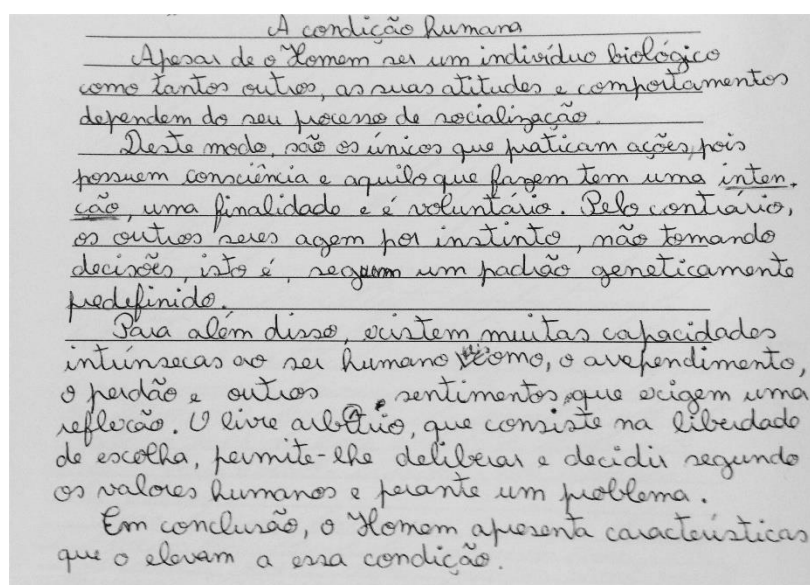 A condição humana
Apesar de o Homem ser um indivíduo biológico
como tantos outros, as suas atitudes e comportamentos
dependem do seu processo de socialização.
Deste modo, são os únicos que praticam ações, pois
possuem consciência e aquilo que fazem tem uma inten-
ção, uma finalidade e é voluntário. Pelo contrário,
os outros seres agem por instinto, não tomando
decisões, isto é, seguem um padrão geneticamente
predefinido.
Para além disso, existem muitas capacidades
intrínsecas ao ser humano como, o arependimento,
o perdão e outros sentimentos que exigem uma
reflexão. O livre arbítrio, que consiste na liberdade
de escolha, permite-lhe deliberar e decidir segundo
os valores humanos e perante um problema.
Em conclusão, o Homem apresenta características
que o elevam a essa condição.